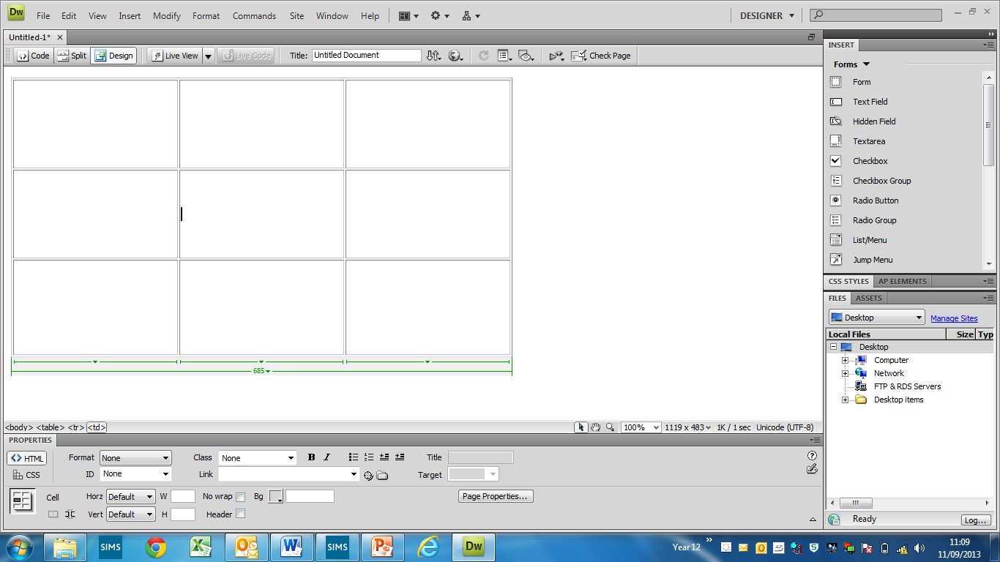 Dw File Edit View Insert Modify Format Commands Site Window Help DESIGNER
Untitled-1*
Code Split Design Live View Live Code Title: Untitled Document Check Page
INSERT
Forms
Form
Text Field
Hidden Field
Textarea
Checkbox
Checkbox Group
Radio Button
Radio Group
List/Menu
Jump Menu
CSS STYLES AP ELEMENTS
FILES ASSETS
Desktop Manage Sites
Local Files Size Typ
Desktop
Computer
Network
FTP & RDS Servers
Desktop items
Ready Log...
685
<body> <table> <tr> <td> 100% 1119 x 483 1K / 1 sec Unicode (UTF-8)
PROPERTIES
HTML Format None Class None B I Title
CSS ID None Link Target
Cell Horz Default W No wrap Bg Page Properties...
Vert Default H Header
SIMS SIMS Dw Year 12 11:09
11/09/2013